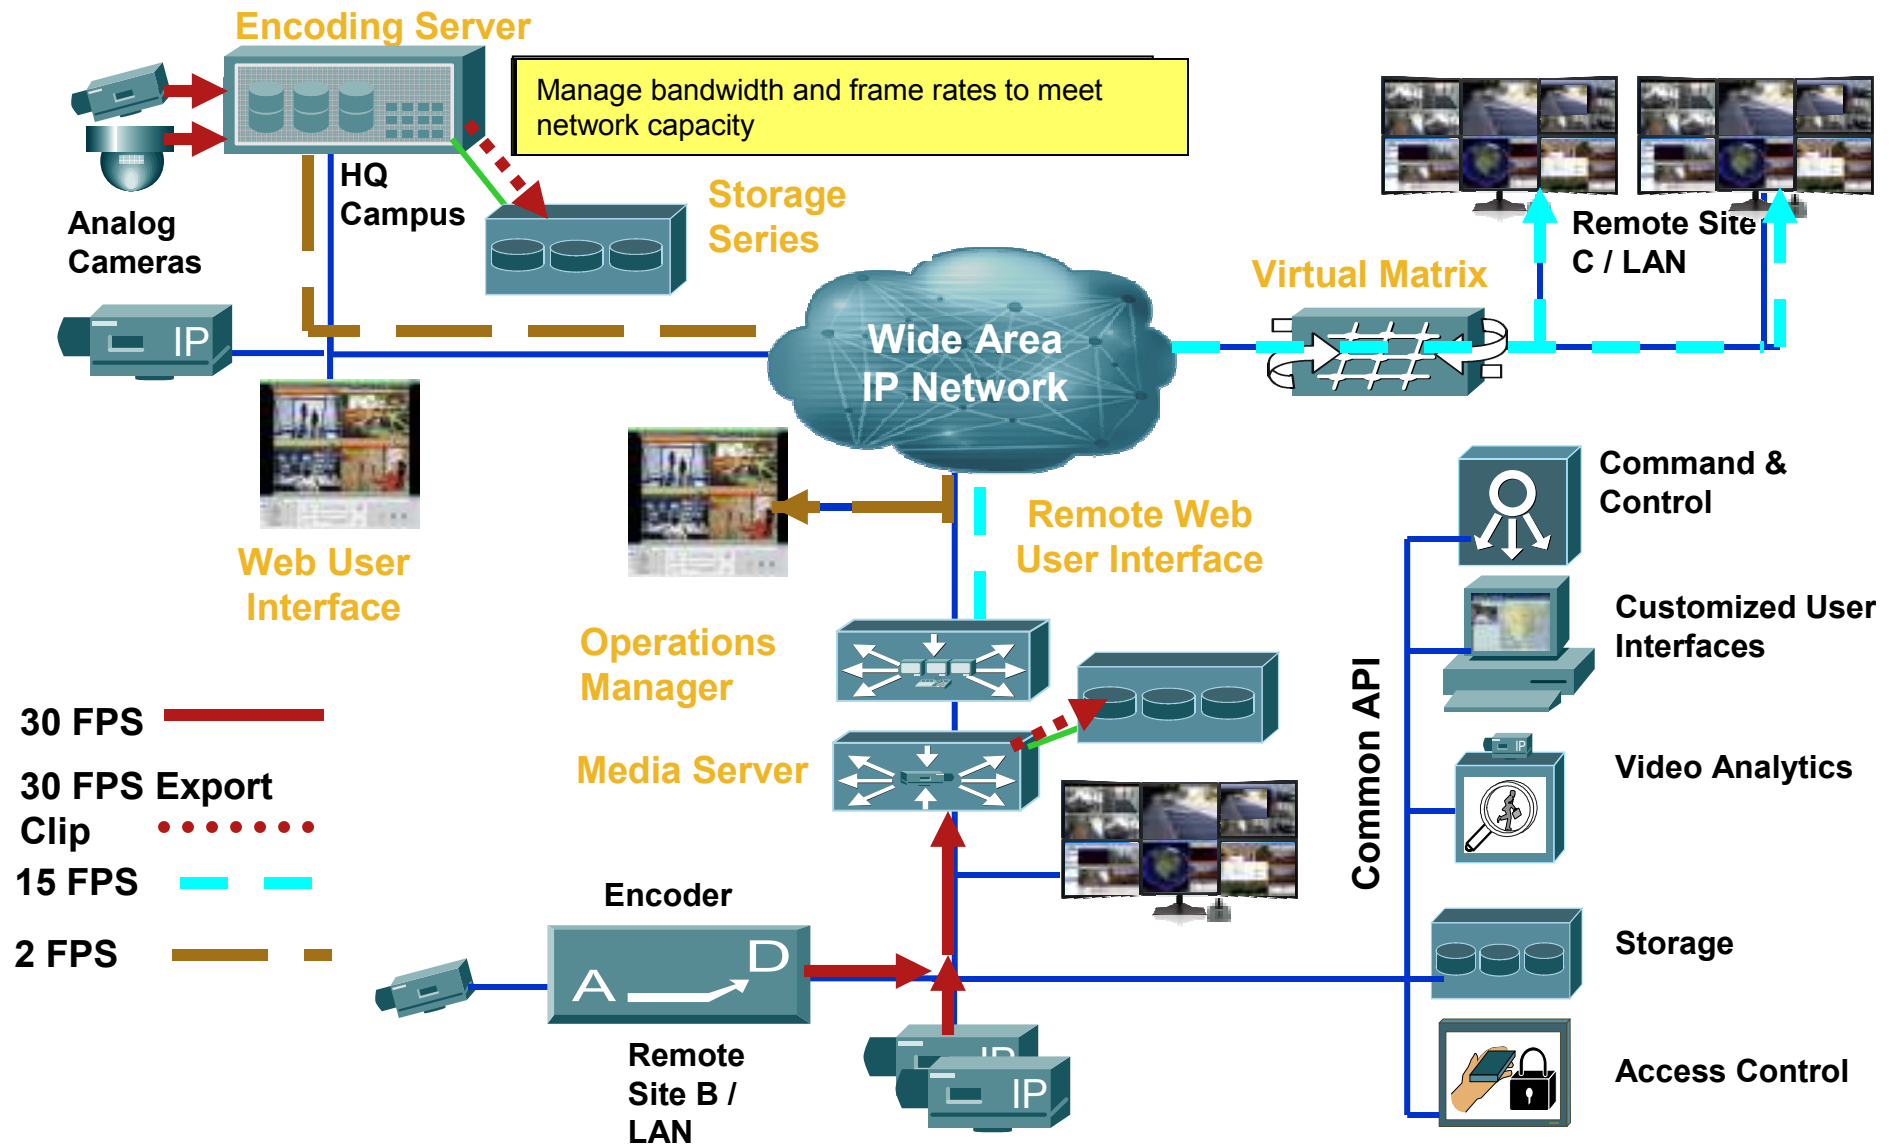 Encoding Server
Manage bandwidth and frame rates to meet
network capacity
HQ
Campus
Storage
Series
Analog
Cameras
IP
Wide Area
IP Network
Virtual Matrix
Remote Site
C / LAN
Web User
Interface
Remote Web
User Interface
Command &
Control
Customized User
Interfaces
Operations
Manager
Media Server
Common API
IP
Video Analytics
30 FPS
30 FPS Export
Clip
15 FPS
2 FPS
Encoder
A
D
Storage
Remote
Site B /
LAN
IP
IP
Access Control